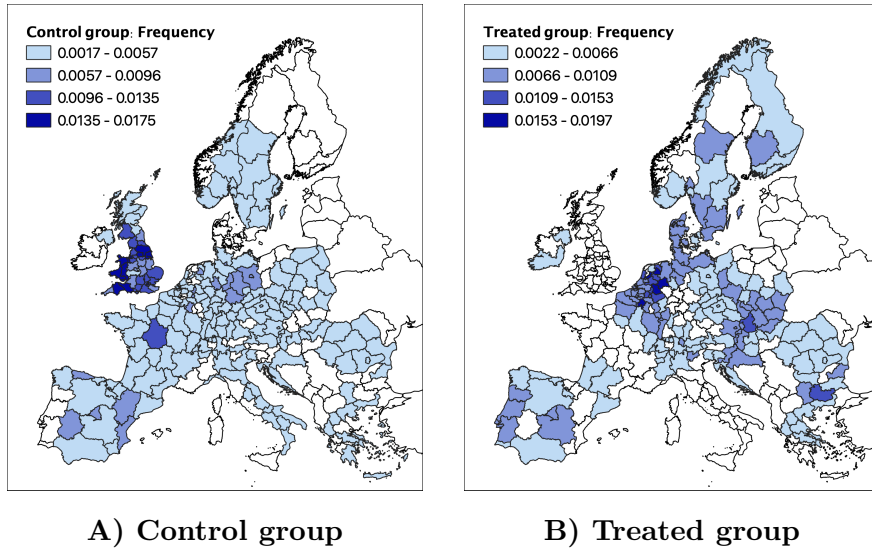 Control group: Frequency
0.0017 - 0.0057
0.0057 - 0.0096
0.0096 - 0.0135
0.0135 - 0.0175
Treated group: Frequency
0.0022 - 0.0066
0.0066 - 0.0109
0.0109 - 0.0153
0.0153 - 0.0197
A) Control group
B) Treated group